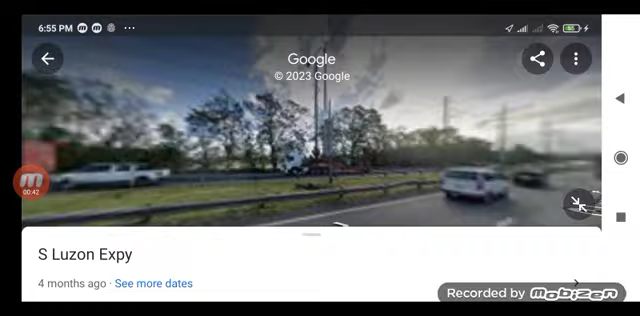 6:55 PM
Google
© 2023 Google
00:42
S Luzon Expy
4 months ago · See more dates
Recorded by Mobizen